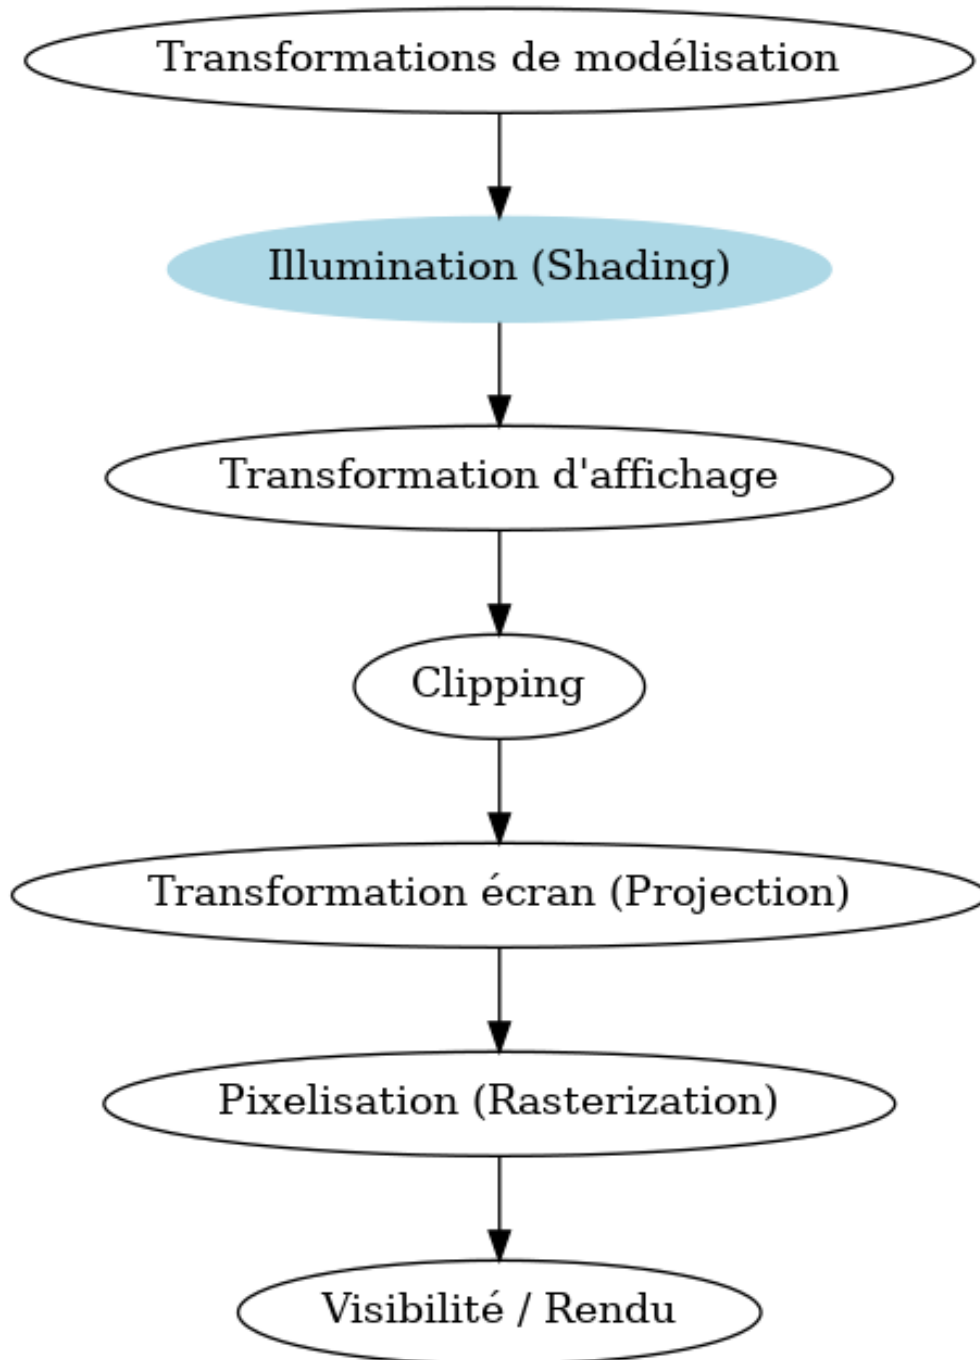 Transformations de modélisation
Illumination (Shading)
Transformation d'affichage
Clipping
Transformation écran (Projection)
Pixelisation (Rasterization)
Visibilité / Rendu